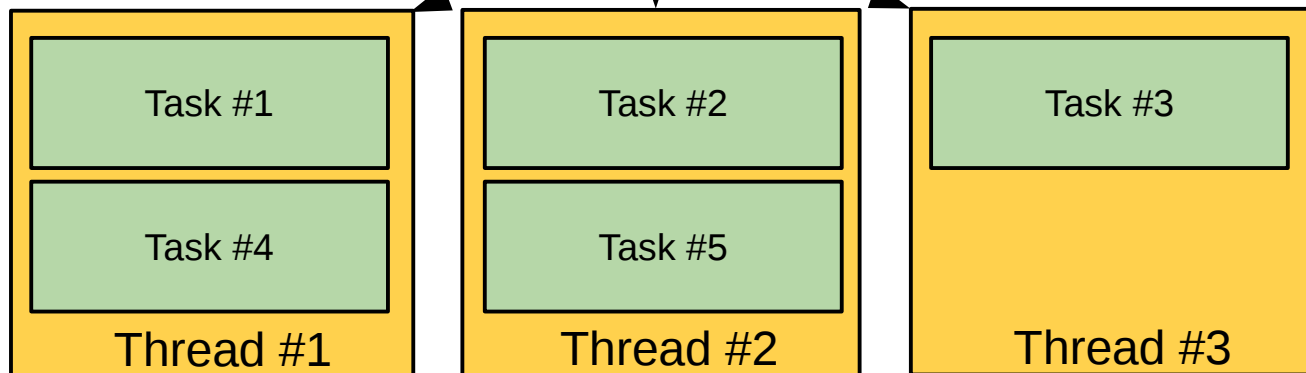 Task #1
Task #4
Thread #1
Task #2
Task #5
Thread #2
Task #3
Thread #3